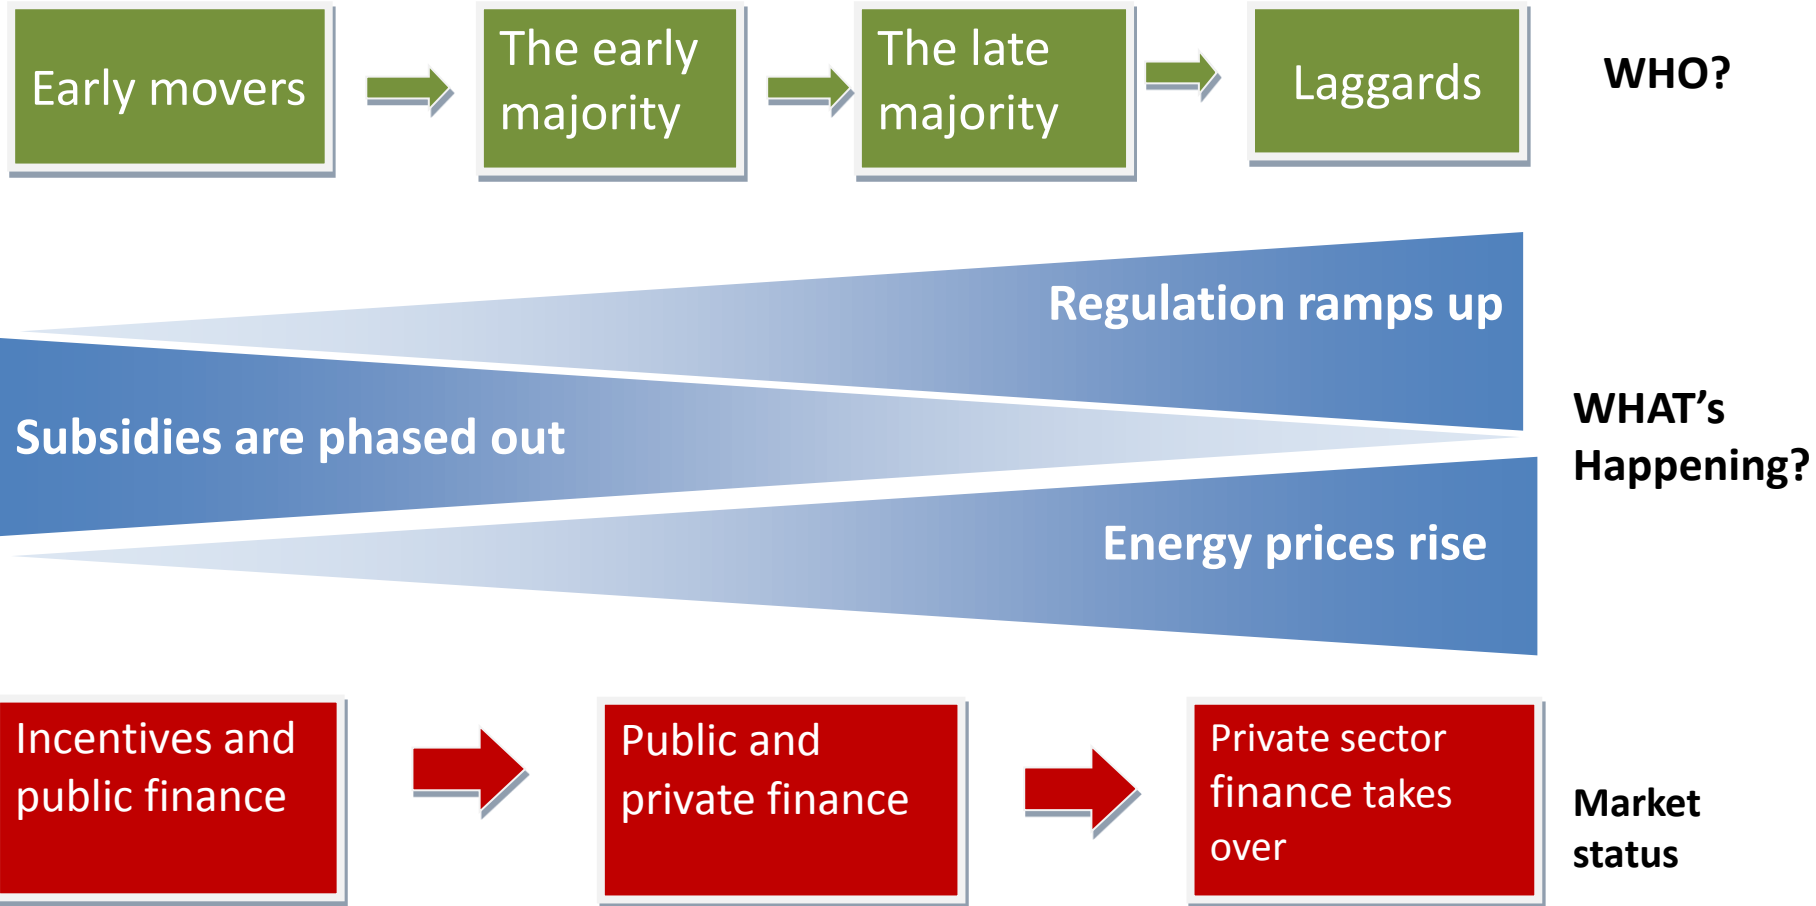 Early movers
The early
majority
The late
majority
Laggards
WHO?
Regulation ramps up
Subsidies are phased out
Energy prices rise
WHAT's
Happening?
Incentives and
public finance
Public and
private finance
Private sector
finance takes
over
Market
status